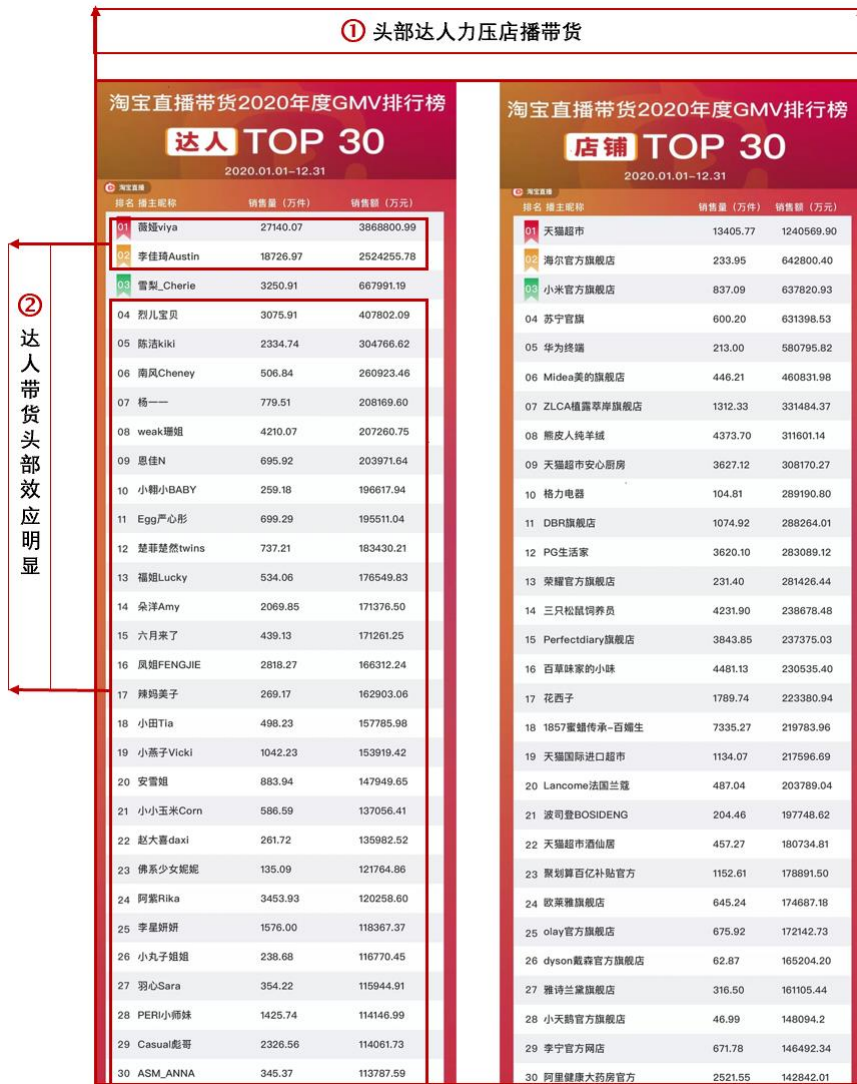 ① 头部达人力压店播带货
② 达人带货头部效应明显
淘宝直播带货2020年度GMV排行榜
达人 TOP 30
2020.01.01-12.31
淘宝直播
排名 播主昵称 销售量（万件） 销售额（万元）
01 薇娅viya 27140.07 3868800.99
02 李佳琦Austin 18726.97 2524255.78
03 雪梨_Cherie 3250.91 667991.19
04 烈儿宝贝 3075.91 407802.09
05 陈洁kiki 2334.74 304766.62
06 南风Cheney 506.84 260923.46
07 杨一一 779.51 208169.60
08 weak珊姐 4210.07 207260.75
09 恩佳N 695.92 203971.64
10 小翱小BABY 259.18 196617.94
11 Egg严心彤 699.29 195511.04
12 楚菲楚然twins 737.21 183430.21
13 福姐Lucky 534.06 176549.83
14 朵洋Amy 2069.85 171376.50
15 六月来了 439.13 171261.25
16 凤姐FENGJIE 2818.27 166312.24
17 辣妈美子 269.17 162903.06
18 小田Tia 498.23 157785.98
19 小燕子Vicki 1042.23 153919.42
20 安雪姐 883.94 147949.65
21 小小玉米Corn 586.59 137056.41
22 赵大喜daxi 261.72 135982.52
23 佛系少女妮妮 135.09 121764.86
24 阿紫Rika 3453.93 120258.60
25 李星妍妍 1576.00 118367.37
26 小丸子姐姐 238.68 116770.45
27 羽心Sara 354.22 115944.91
28 PERI小师妹 1425.74 114146.99
29 Casual彪哥 2326.56 114061.73
30 ASM_ANNA 345.37 113787.59
淘宝直播带货2020年度GMV排行榜
店铺 TOP 30
2020.01.01-12.31
淘宝直播
排名 播主昵称 销售量（万件） 销售额（万元）
01 天猫超市 13405.77 1240569.90
02 海尔官方旗舰店 233.95 642800.40
03 小米官方旗舰店 837.09 637820.93
04 苏宁官旗 600.20 631398.53
05 华为终端 213.00 580795.82
06 Midea美的旗舰店 446.21 460831.98
07 ZLCA植露萃岸旗舰店 1312.33 331484.37
08 熊皮人纯羊绒 4373.70 311601.14
09 天猫超市安心厨房 3627.12 308170.27
10 格力电器 104.81 289190.80
11 DBR旗舰店 1074.92 288264.01
12 PG生活家 3620.10 283089.12
13 荣耀官方旗舰店 231.40 281426.44
14 三只松鼠饲养员 4231.90 238678.48
15 Perfectdiary旗舰店 3843.85 237375.03
16 百草味家的小味 4481.13 230535.40
17 花西子 1789.74 223380.94
18 1857蜜蜡传承-百媚生 7335.27 219783.96
19 天猫国际进口超市 1134.07 217596.69
20 Lancome法国兰蔻 487.04 203789.04
21 波司登BOSIDENG 204.46 197748.62
22 天猫超市酒仙居 457.27 180734.81
23 聚划算百亿补贴官方 1152.61 178891.50
24 欧莱雅旗舰店 645.24 174687.18
25 olay官方旗舰店 675.92 172142.73
26 dyson戴森官方旗舰店 62.87 165204.20
27 雅诗兰黛旗舰店 316.50 161105.44
28 小天鹅官方旗舰店 46.99 148094.2
29 李宁官方网店 671.78 146492.34
30 阿里健康大药房官方 2521.55 142842.01